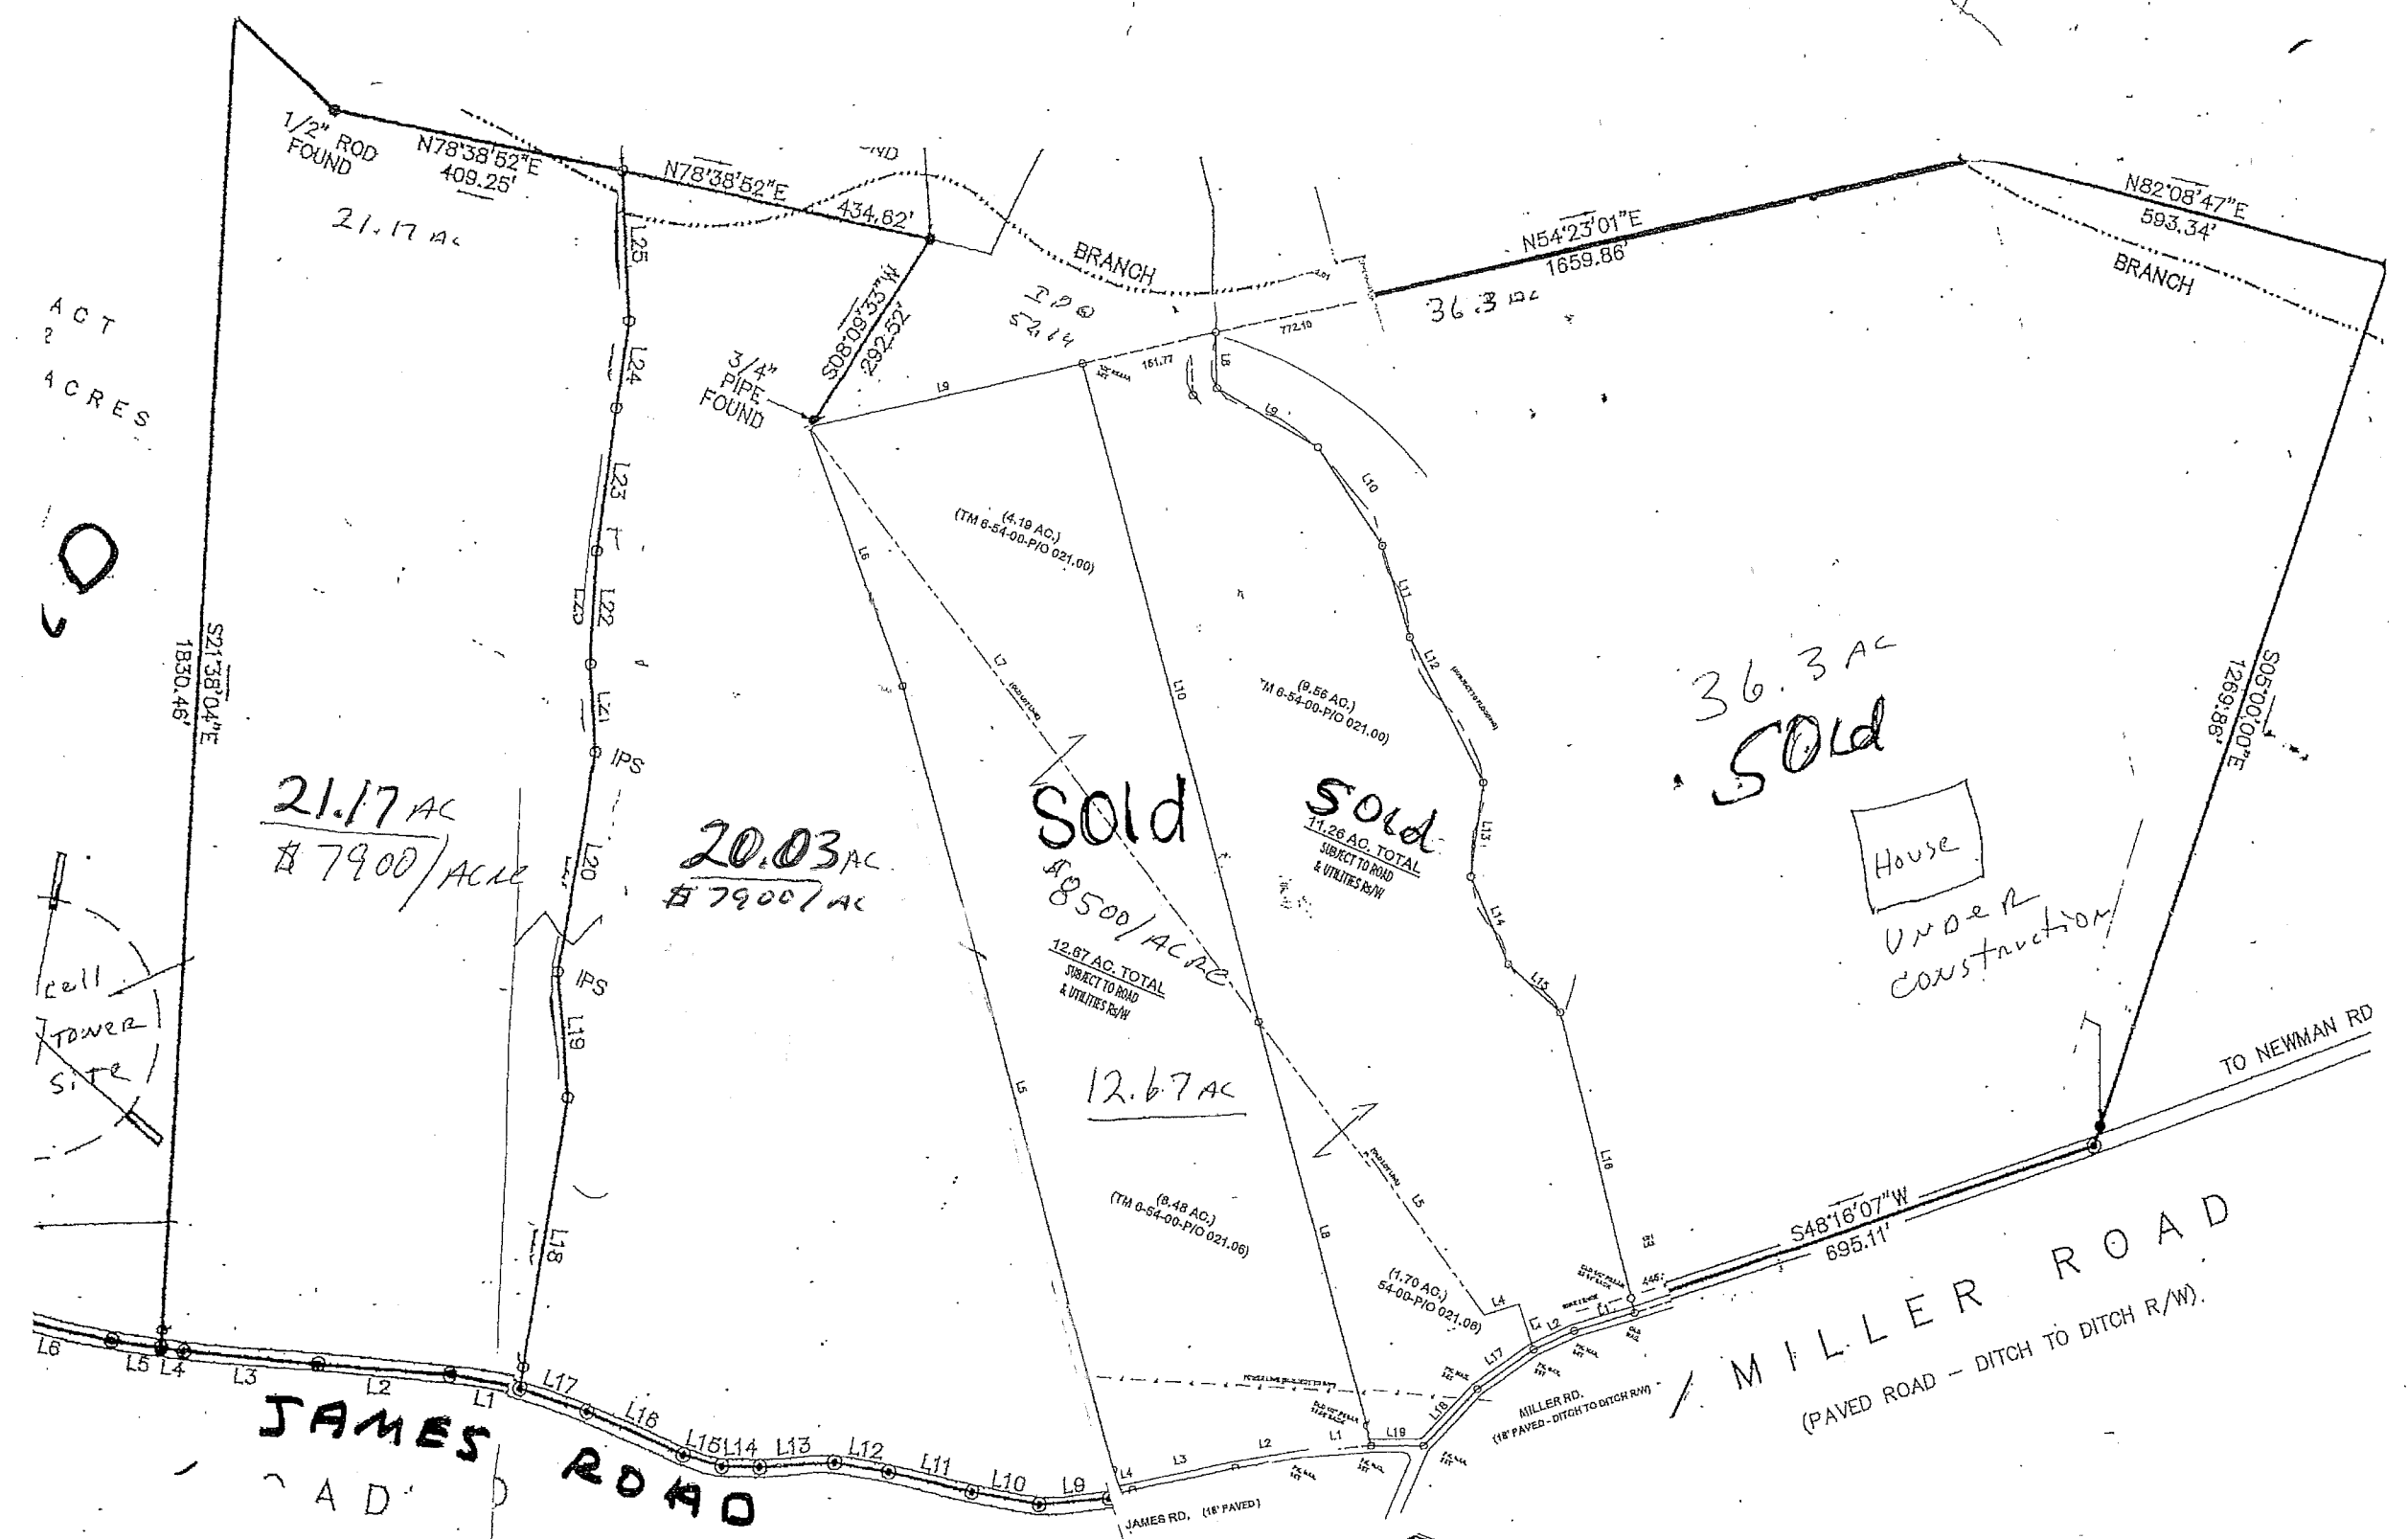 1/2" ROD
FOUND
N78°38'52"E
409.25'
21.17 AC
N78°38'52"E
434.62'
S08°09'33"W
292.52'
3/4"
PIPE
FOUND
BRANCH
N54°23'01"E
1659.86'
36.3 AC
N82°08'47"E
593.34'
BRANCH
ACT
ACRES
L25
L24
L23
L22
L21
IPS
L20
IPS
L19
L18
L9
161.77
772.10
L8
L9
L10
L11
L12
L13
L14
L15
L16
L6
L7
L10
L5
L8
L5
(4.19 AC.)
(TM 6-54-00-P/O 021.00)
(9.56 AC.)
TM 6-54-00-P/O 021.00)
S21°38'04"E
1830.46'
S05°00'00"E
1269.86'
21.17 AC
$7900/ACRE
20.03 AC
$7900/AC
Sold
$8500/ACRE
12.67 AC. TOTAL
SUBJECT TO ROAD
& UTILITIES Rs/W
12.67 AC
SOLd
11.26 AC. TOTAL
SUBJECT TO ROAD
& UTILITIES Rs/W
36.3 AC
SOLd
House
UNDER
CONSTRUCTION
Cell
TOWER
SITE
(8.48 AC.)
(TM 6-54-00-P/O 021.06)
(1.70 AC.)
54-00-P/O 021.06)
TO NEWMAN RD
S48°16'07"W
695.11'
MILLER ROAD
(PAVED ROAD - DITCH TO DITCH R/W).
MILLER RD.
(18' PAVED - DITCH TO DITCH R/W)
L4
L2
L1
L17
L18
L19
L6
L5
L4
L3
L2
L1
L17
L16
L15
L14
L13
L12
L11
L10
L9
L4
L3
L2
L1
JAMES ROAD
AD
JAMES RD. (18' PAVED)